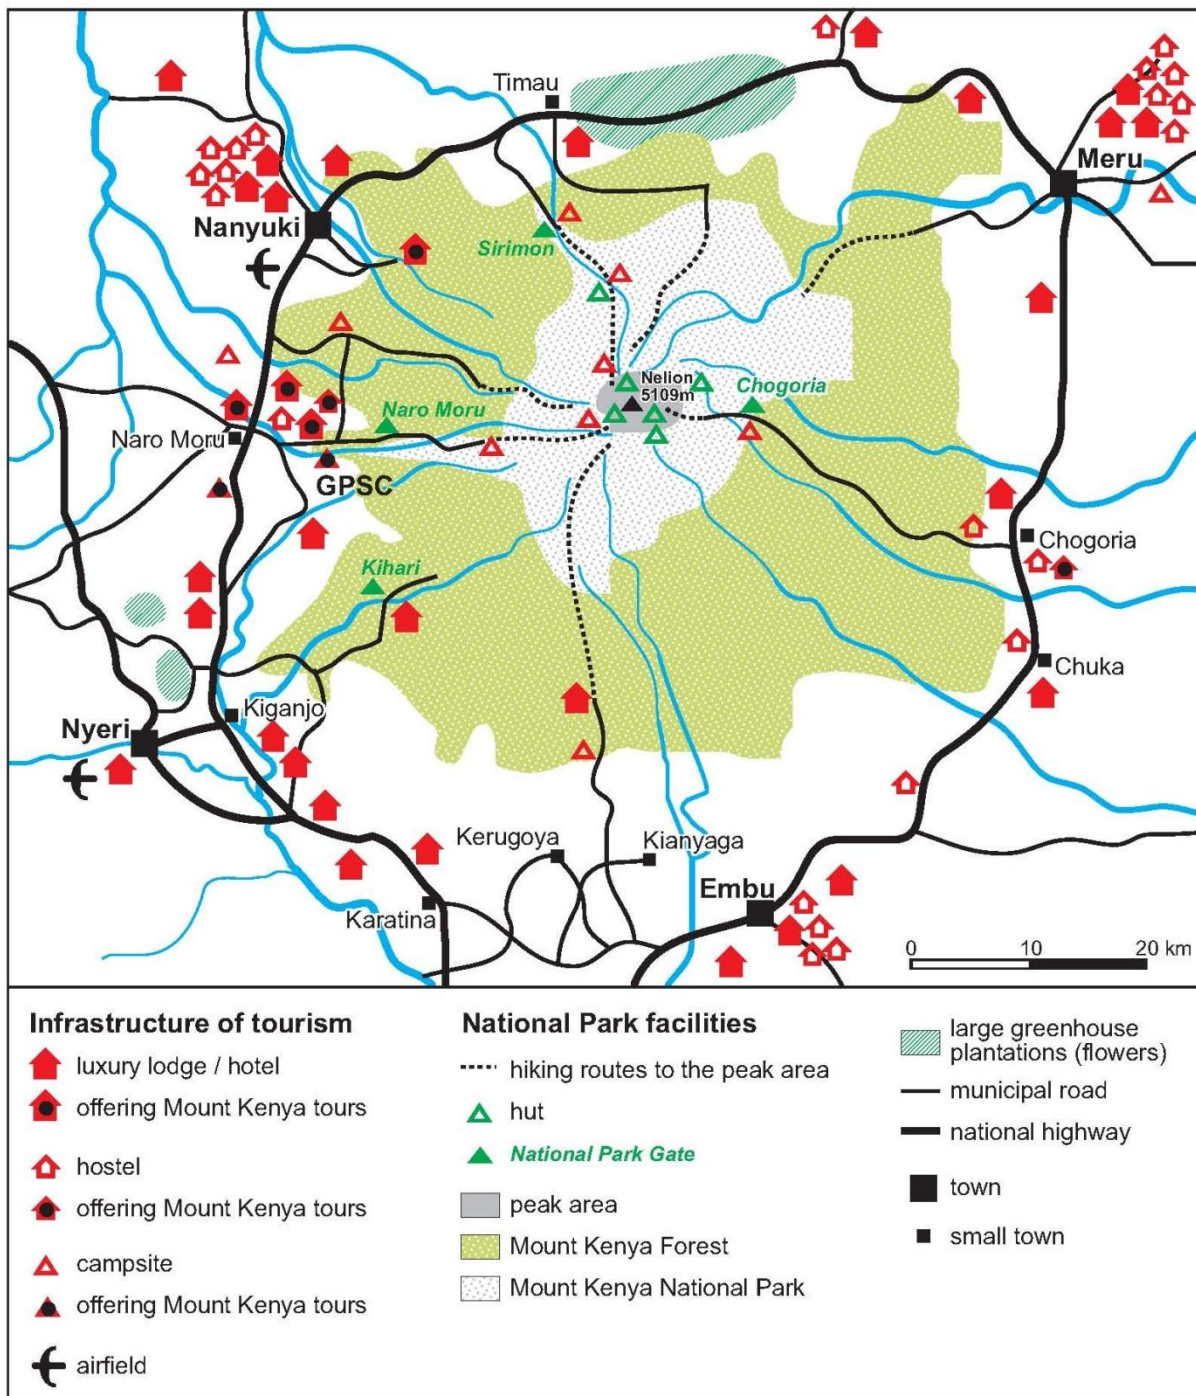 Timau
Meru
Nanyuki
Sirimon
Nelion
5109m
Chogoria
Naro Moru
Naro Moru
GPSC
Chogoria
Kihari
Chuka
Kiganjo
Nyeri
Kerugoya
Kianyaga
Embu
Karatina
0 10 20 km
Infrastructure of tourism
luxury lodge / hotel
offering Mount Kenya tours
hostel
offering Mount Kenya tours
campsite
offering Mount Kenya tours
airfield
National Park facilities
hiking routes to the peak area
hut
National Park Gate
peak area
Mount Kenya Forest
Mount Kenya National Park
large greenhouse
plantations (flowers)
municipal road
national highway
town
small town